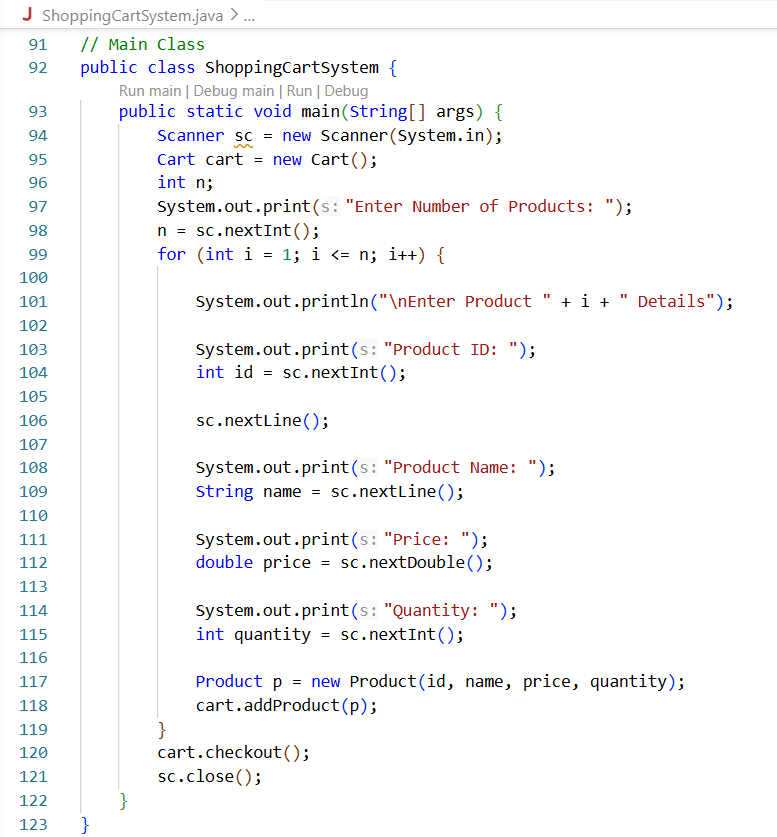 ShoppingCartSystem.java > ...
91 // Main Class
92 public class ShoppingCartSystem {
Run main | Debug main | Run | Debug
93 public static void main(String[] args) {
94 Scanner sc = new Scanner(System.in);
95 Cart cart = new Cart();
96 int n;
97 System.out.print(s: "Enter Number of Products: ");
98 n = sc.nextInt();
99 for (int i = 1; i <= n; i++) {
100
101 System.out.println("\nEnter Product " + i + " Details");
102
103 System.out.print(s: "Product ID: ");
104 int id = sc.nextInt();
105
106 sc.nextLine();
107
108 System.out.print(s: "Product Name: ");
109 String name = sc.nextLine();
110
111 System.out.print(s: "Price: ");
112 double price = sc.nextDouble();
113
114 System.out.print(s: "Quantity: ");
115 int quantity = sc.nextInt();
116
117 Product p = new Product(id, name, price, quantity);
118 cart.addProduct(p);
119 }
120 cart.checkout();
121 sc.close();
122 }
123 }